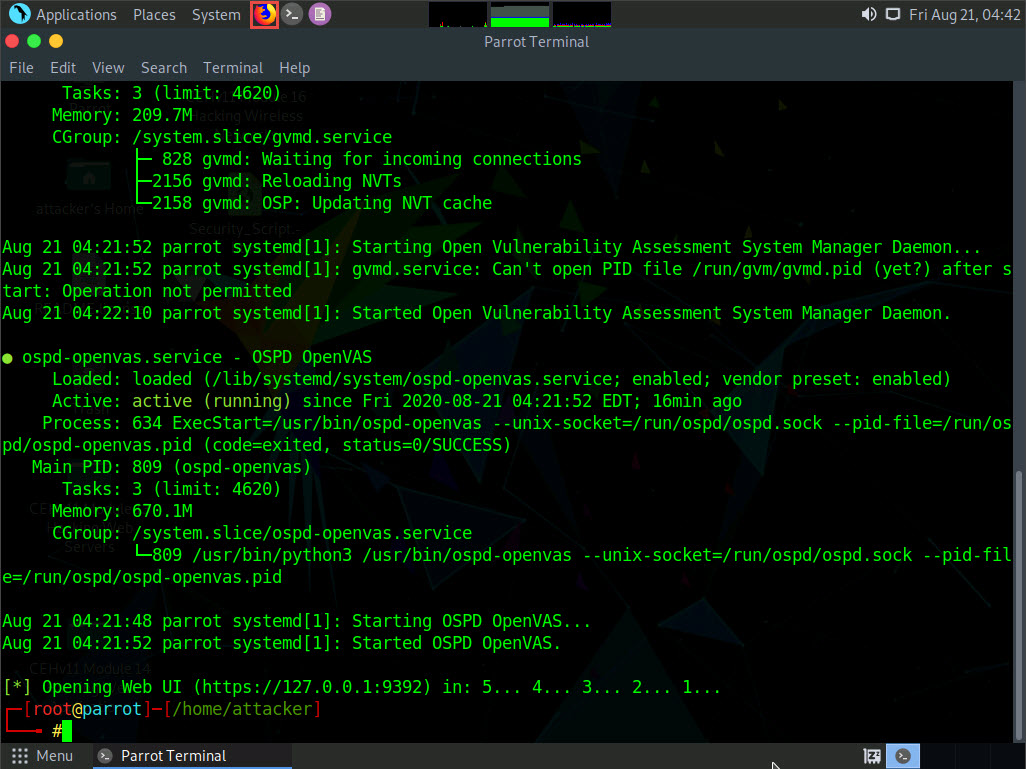 Applications Places System Fri Aug 21, 04:42
Parrot Terminal
File Edit View Search Terminal Help
Tasks: 3 (limit: 4620)
Memory: 209.7M
CGroup: /system.slice/gvmd.service
├─ 828 gvmd: Waiting for incoming connections
├─2156 gvmd: Reloading NVTs
└─2158 gvmd: OSP: Updating NVT cache
Aug 21 04:21:52 parrot systemd[1]: Starting Open Vulnerability Assessment System Manager Daemon...
Aug 21 04:21:52 parrot systemd[1]: gvmd.service: Can't open PID file /run/gvm/gvmd.pid (yet?) after s
tart: Operation not permitted
Aug 21 04:22:10 parrot systemd[1]: Started Open Vulnerability Assessment System Manager Daemon.
● ospd-openvas.service - OSPD OpenVAS
Loaded: loaded (/lib/systemd/system/ospd-openvas.service; enabled; vendor preset: enabled)
Active: active (running) since Fri 2020-08-21 04:21:52 EDT; 16min ago
Process: 634 ExecStart=/usr/bin/ospd-openvas --unix-socket=/run/ospd/ospd.sock --pid-file=/run/os
pd/ospd-openvas.pid (code=exited, status=0/SUCCESS)
Main PID: 809 (ospd-openvas)
Tasks: 3 (limit: 4620)
Memory: 670.1M
CGroup: /system.slice/ospd-openvas.service
└─809 /usr/bin/python3 /usr/bin/ospd-openvas --unix-socket=/run/ospd/ospd.sock --pid-fil
e=/run/ospd/ospd-openvas.pid
Aug 21 04:21:48 parrot systemd[1]: Starting OSPD OpenVAS...
Aug 21 04:21:52 parrot systemd[1]: Started OSPD OpenVAS.
[*] Opening Web UI (https://127.0.0.1:9392) in: 5... 4... 3... 2... 1...
┌─[root@parrot]─[/home/attacker]
└──╼ #
Menu Parrot Terminal
attacker's Home
Security_Script.-
Servers
CEHv11 Module 14